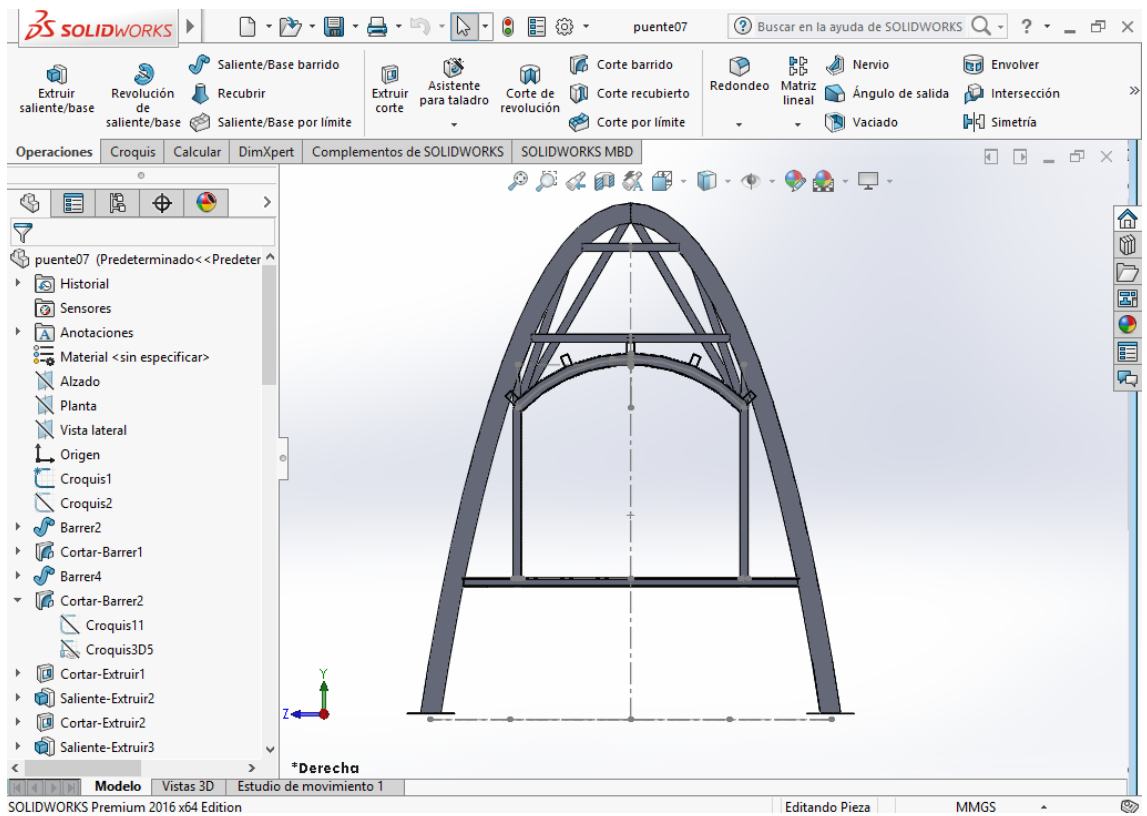 SOLIDWORKS
puente07
Buscar en la ayuda de SOLIDWORKS
?
Extruir saliente/base
Revolución de saliente/base
Saliente/Base barrido
Recubrir
Saliente/Base por límite
Extruir corte
Asistente para taladro
Corte de revolución
Corte barrido
Corte recubierto
Corte por límite
Redondeo
Matriz lineal
Nervio
Ángulo de salida
Vaciado
Envolver
Intersección
Simetría
Operaciones
Croquis
Calcular
DimXpert
Complementos de SOLIDWORKS
SOLIDWORKS MBD
puente07 (Predeterminado<<Predeter
Historial
Sensores
Anotaciones
Material <sin especificar>
Alzado
Planta
Vista lateral
Origen
Croquis1
Croquis2
Barrer2
Cortar-Barrer1
Barrer4
Cortar-Barrer2
Croquis11
Croquis3D5
Cortar-Extruir1
Saliente-Extruir2
Cortar-Extruir2
Saliente-Extruir3
Y
Z
*Derecha
Modelo
Vistas 3D
Estudio de movimiento 1
SOLIDWORKS Premium 2016 x64 Edition
Editando Pieza
MMGS